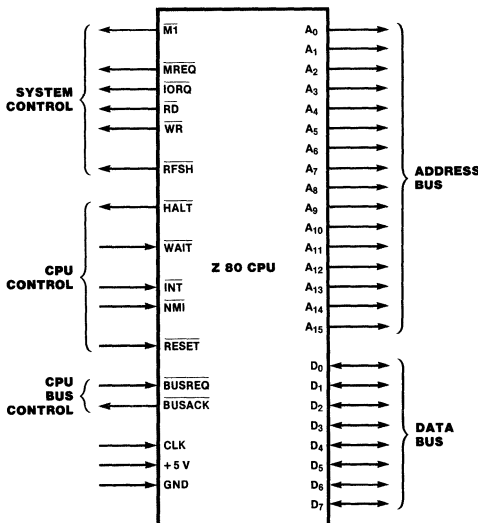 SYSTEM
CONTROL
M1
MREQ
IORQ
RD
WR
RFSH
CPU
CONTROL
HALT
WAIT
INT
NMI
RESET
CPU
BUS
CONTROL
BUSREQ
BUSACK
CLK
+5 V
GND
Z 80 CPU
A0
A1
A2
A3
A4
A5
A6
A7
A8
A9
A10
A11
A12
A13
A14
A15
ADDRESS
BUS
D0
D1
D2
D3
D4
D5
D6
D7
DATA
BUS